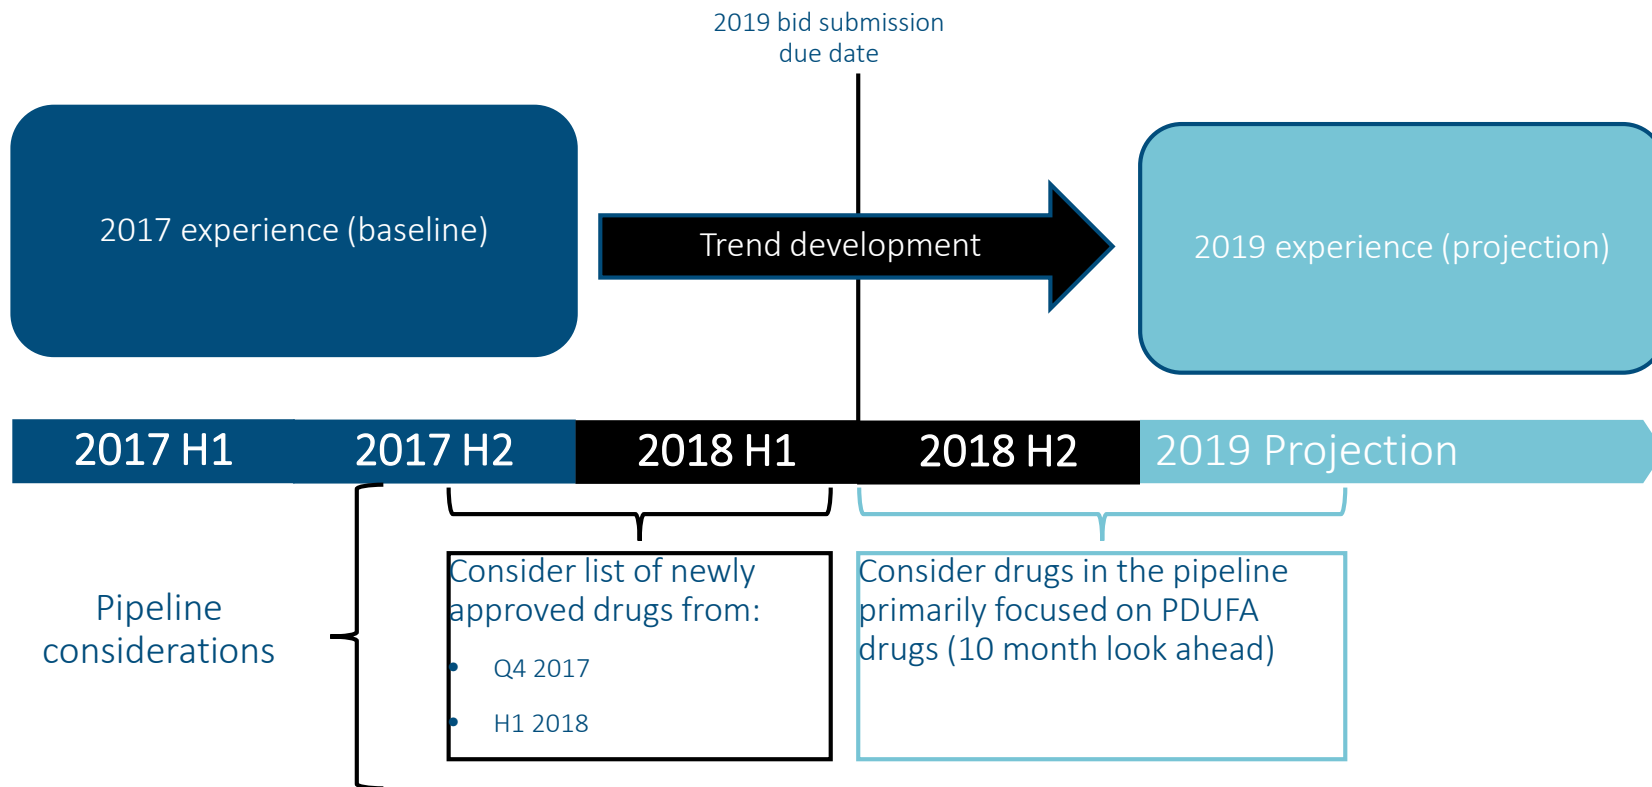 2019 bid submission
due date
2017 experience (baseline)
Trend development
2019 experience (projection)
2017 H1
2017 H2
2018 H1
2018 H2
2019 Projection
Pipeline
considerations
Consider list of newly
approved drugs from:
• Q4 2017
• H1 2018
Consider drugs in the pipeline
primarily focused on PDUFA
drugs (10 month look ahead)